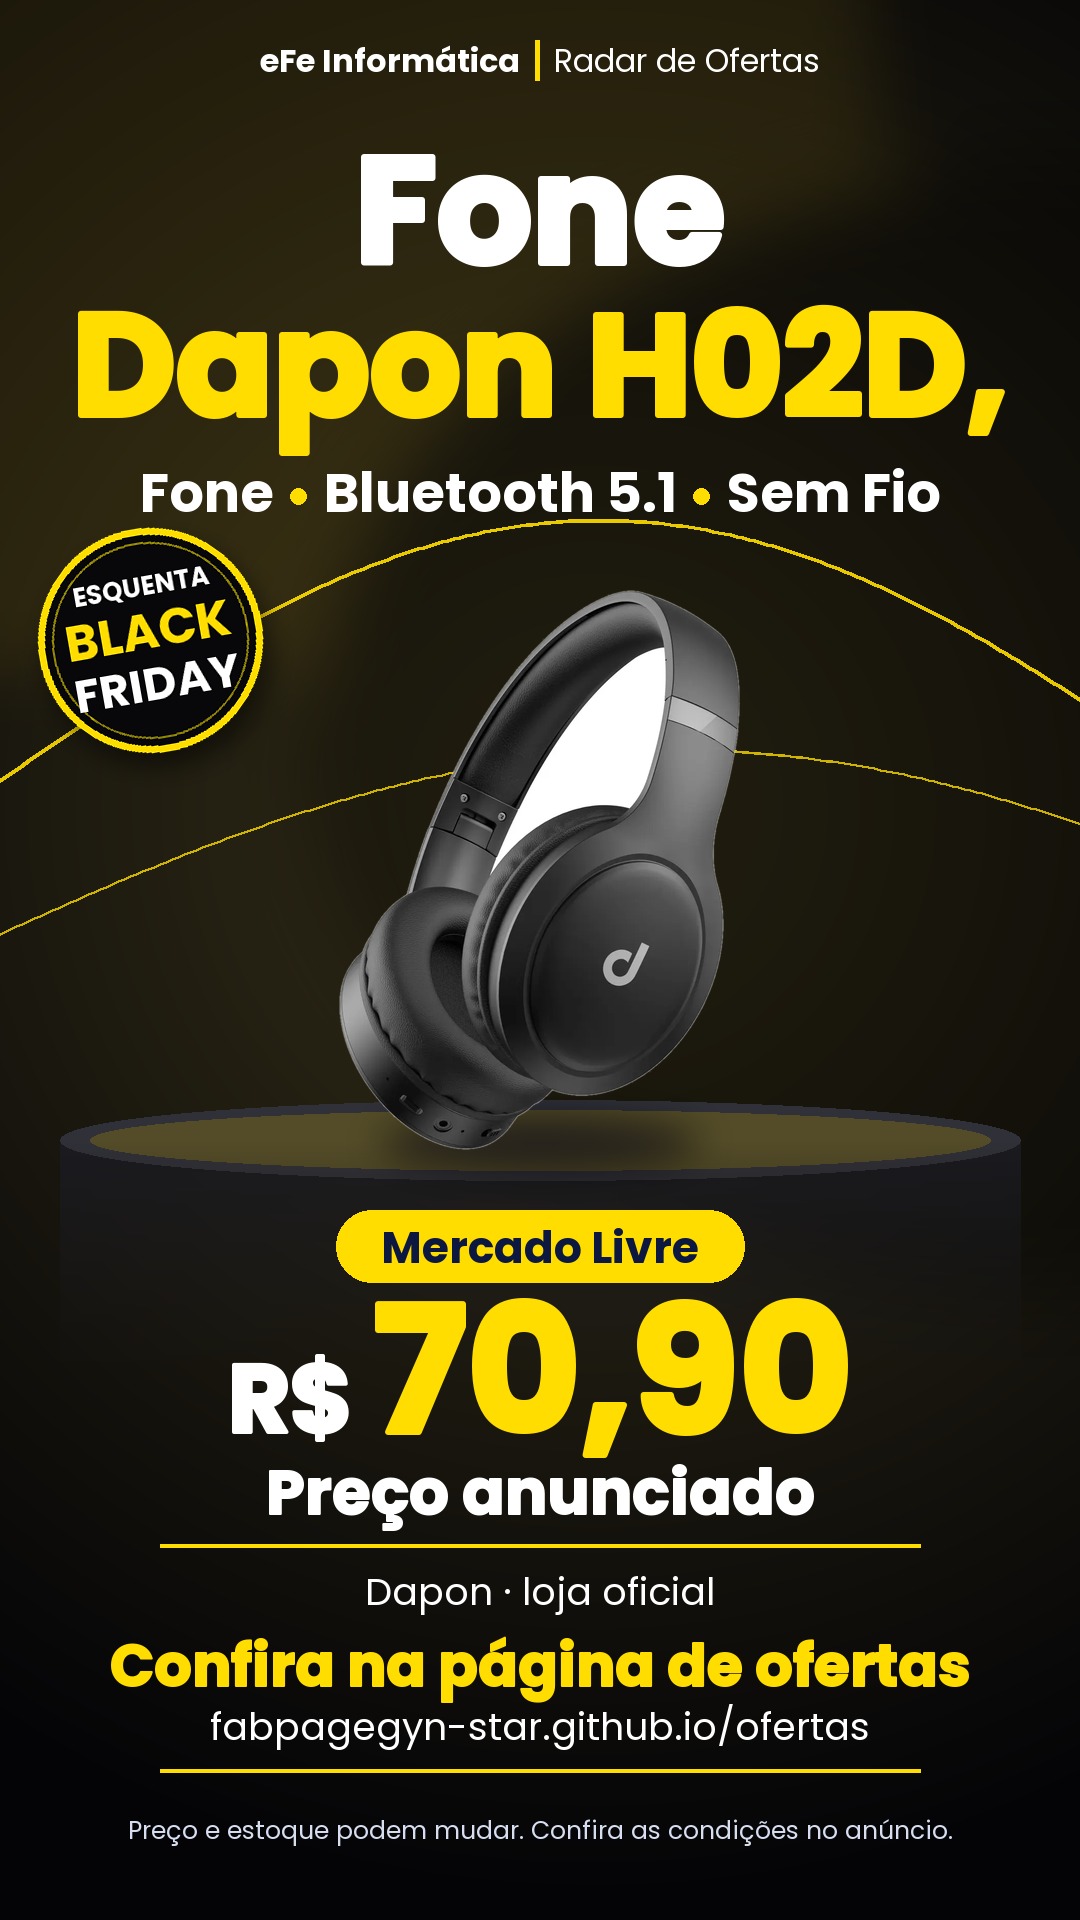 eFe Informática | Radar de Ofertas
Fone
Dapon H02D,
Fone • Bluetooth 5.1 • Sem Fio
ESQUENTA
BLACK
FRIDAY
d
Mercado Livre
R$ 70,90
Preço anunciado
Dapon · loja oficial
Confira na página de ofertas
fabpagegyn-star.github.io/ofertas
Preço e estoque podem mudar. Confira as condições no anúncio.